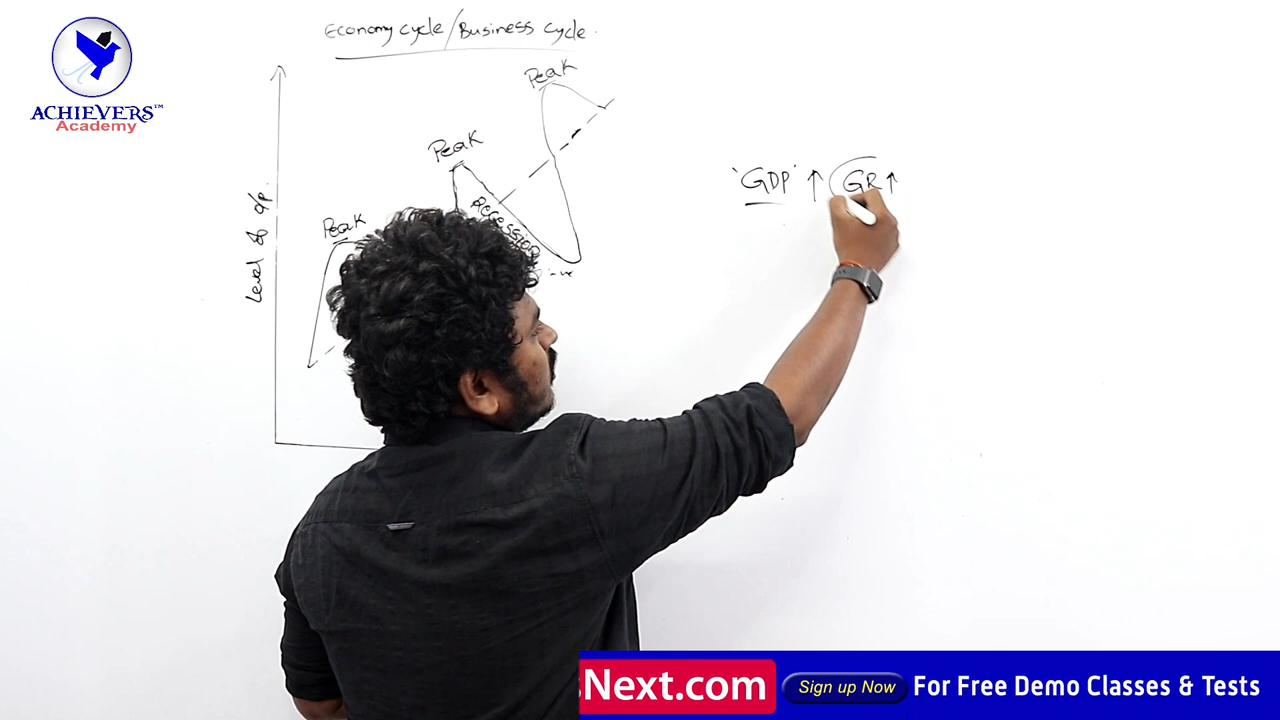 Economy cycle/Business cycle.
ACHIEVERS™
Academy
Peak
Peak
Peak
Recession
-ve
Level of o/p.
'GDP' ↑ GR ↑
Next.com
Sign up Now
For Free Demo Classes & Tests